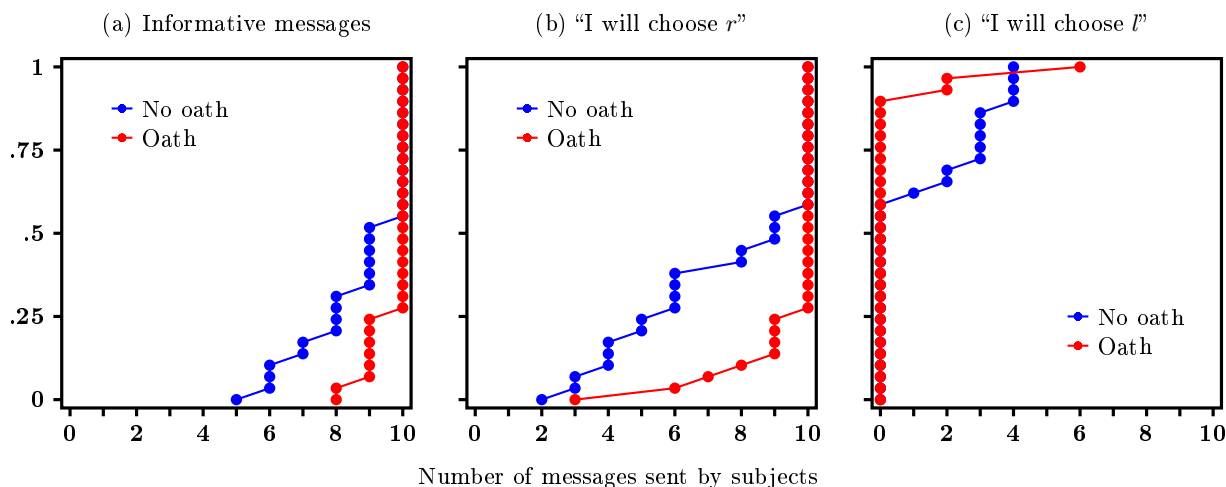 (a) Informative messages
(b) “I will choose r”
(c) “I will choose l”
1
.75
.5
.25
0
No oath
Oath
No oath
Oath
No oath
Oath
0 2 4 6 8 10
0 2 4 6 8 10
0 2 4 6 8 10
Number of messages sent by subjects